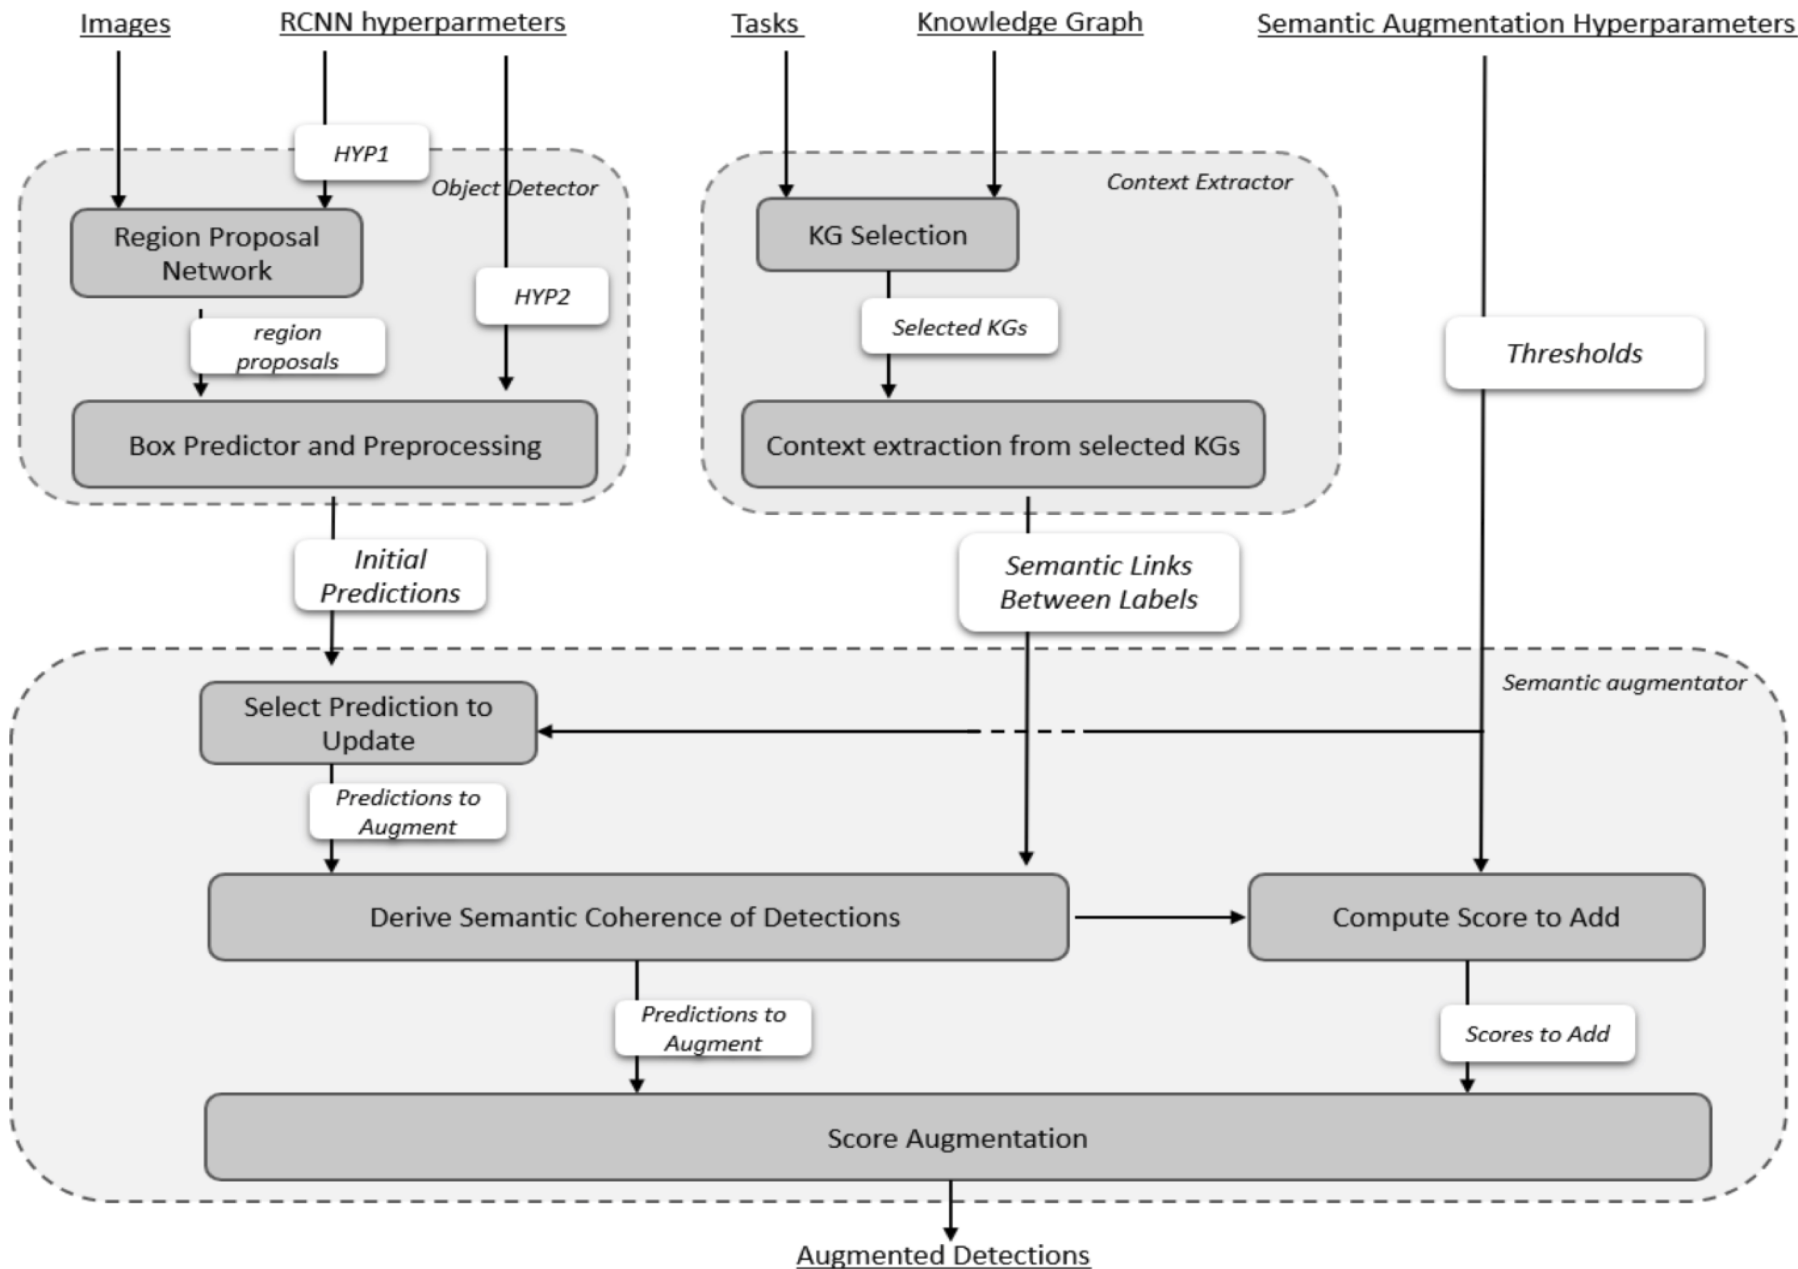 Images
RCNN hyperparmeters
Tasks
Knowledge Graph
Semantic Augmentation Hyperparameters
HYP1
Object Detector
Context Extractor
Region Proposal
Network
KG Selection
HYP2
region
proposals
Selected KGs
Thresholds
Box Predictor and Preprocessing
Context extraction from selected KGs
Initial
Predictions
Semantic Links
Between Labels
Semantic augmentator
Select Prediction to
Update
Predictions to
Augment
Derive Semantic Coherence of Detections
Compute Score to Add
Predictions to
Augment
Scores to Add
Score Augmentation
Augmented Detections